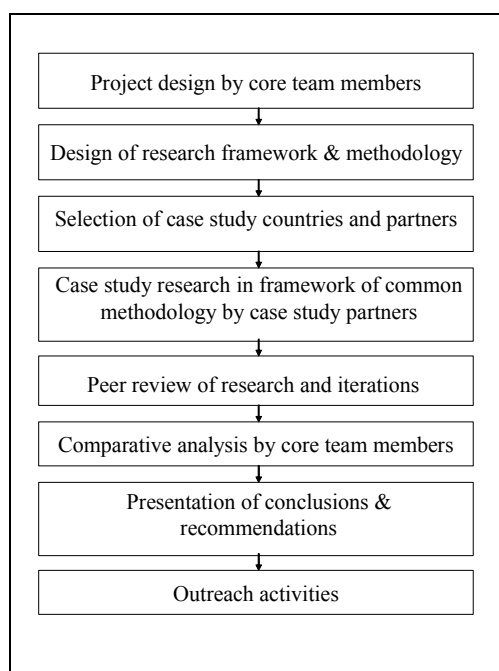 Project design by core team members
Design of research framework & methodology
Selection of case study countries and partners
Case study research in framework of common
methodology by case study partners
Peer review of research and iterations
Comparative analysis by core team members
Presentation of conclusions &
recommendations
Outreach activities